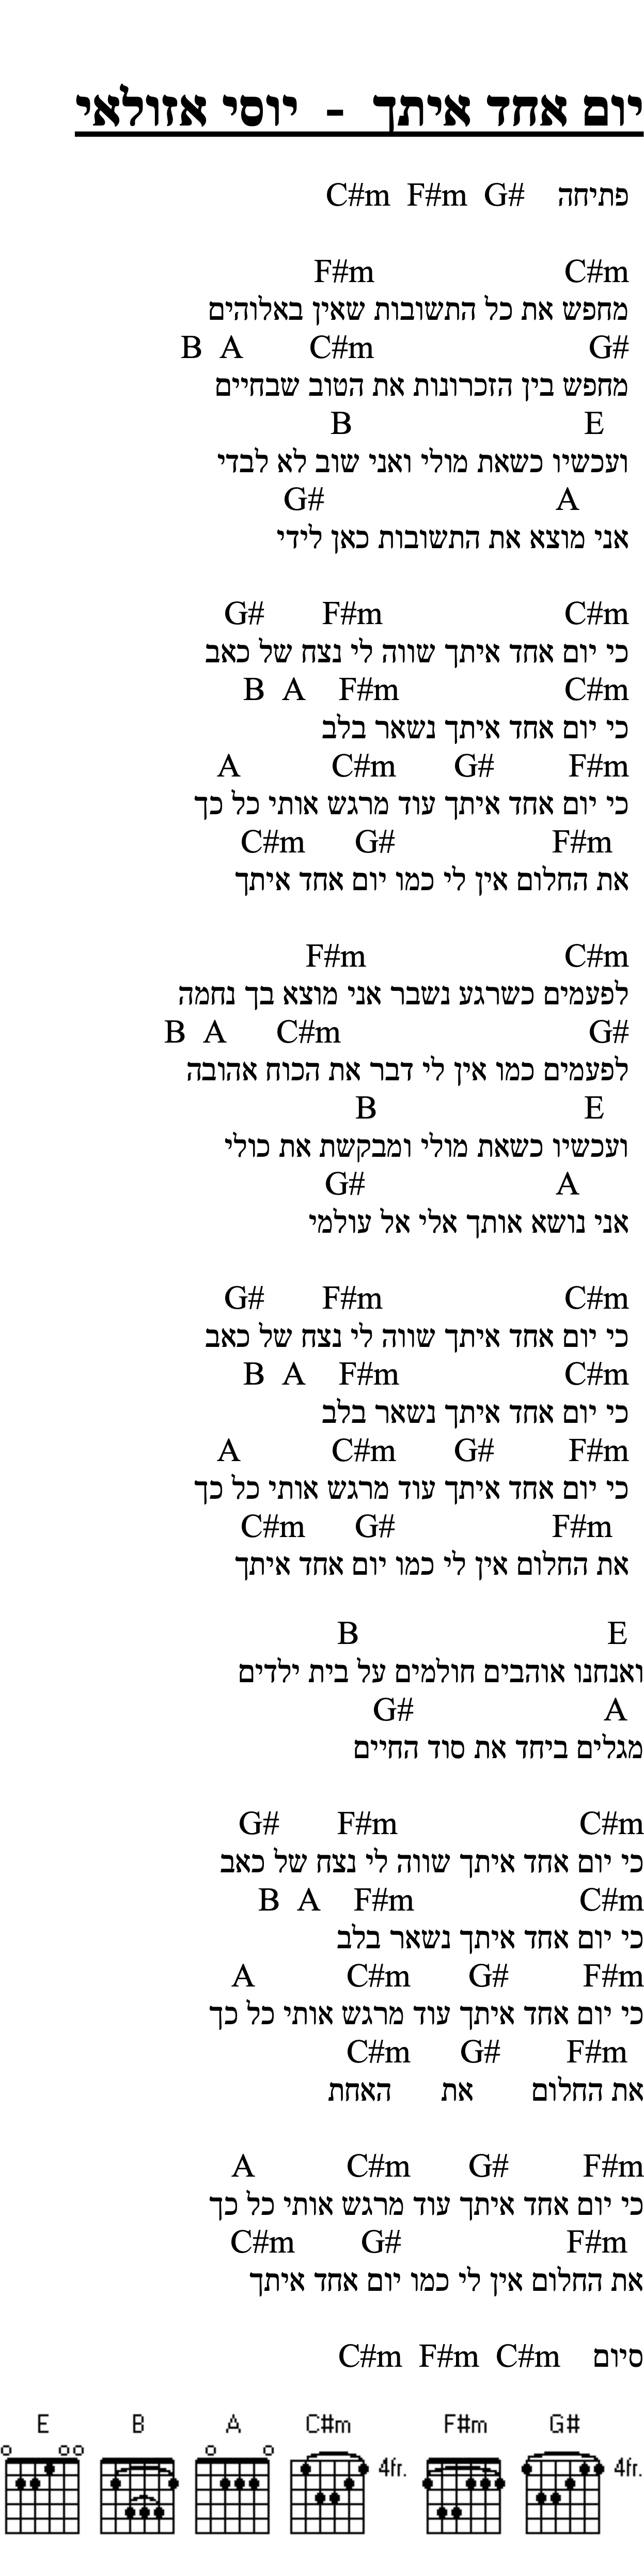 יום אחד איתך - יוסי אזולאי
פתיחה C#m F#m G#
F#m C#m
מחפש את כל התשובות שאין באלוהים
B A C#m G#
מחפש בין הזכרונות את הטוב שבחיים
B E
ועכשיו כשאת מולי ואני שוב לא לבדי
G# A
אני מוצא את התשובות כאן לידי
G# F#m C#m
כי יום אחד איתך שווה לי נצח של כאב
B A F#m C#m
כי יום אחד איתך נשאר בלב
A C#m G# F#m
כי יום אחד איתך עוד מרגש אותי כל כך
C#m G# F#m
את החלום אין לי כמו יום אחד איתך
F#m C#m
לפעמים כשרגע נשבר אני מוצא בך נחמה
B A C#m G#
לפעמים כמו אין לי דבר את הכוח אהובה
B E
ועכשיו כשאת מולי ומבקשת את כולי
G# A
אני נושא אותך אלי אל עולמי
G# F#m C#m
כי יום אחד איתך שווה לי נצח של כאב
B A F#m C#m
כי יום אחד איתך נשאר בלב
A C#m G# F#m
כי יום אחד איתך עוד מרגש אותי כל כך
C#m G# F#m
את החלום אין לי כמו יום אחד איתך
B E
ואנחנו אוהבים חולמים על בית ילדים
G# A
מגלים ביחד את סוד החיים
G# F#m C#m
כי יום אחד איתך שווה לי נצח של כאב
B A F#m C#m
כי יום אחד איתך נשאר בלב
A C#m G# F#m
כי יום אחד איתך עוד מרגש אותי כל כך
C#m G# F#m
את החלום את האחת
A C#m G# F#m
כי יום אחד איתך עוד מרגש אותי כל כך
C#m G# F#m
את החלום אין לי כמו יום אחד איתך
סיום C#m F#m C#m
E B A C#m F#m G#
4fr. 4fr.